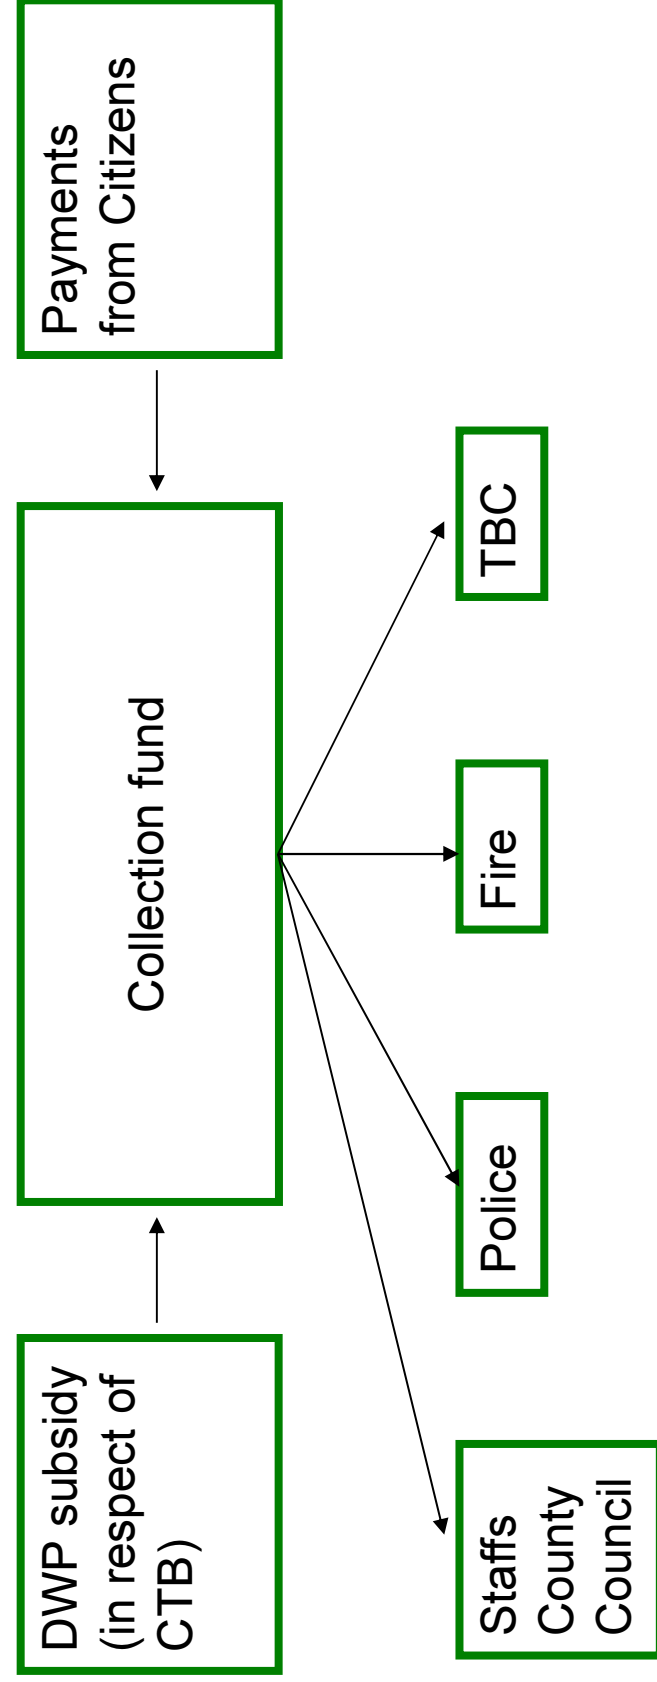 DWP subsidy
(in respect of
CTB)
Collection fund
Payments
from Citizens
Staffs
County
Council
Police
Fire
TBC